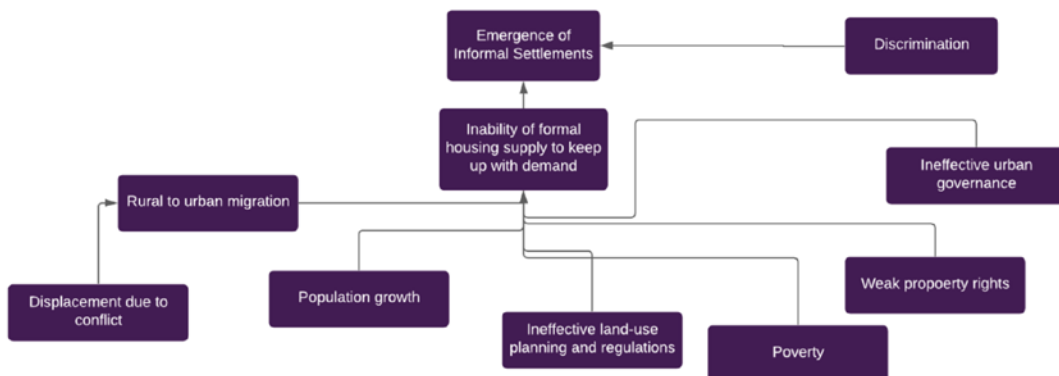 Emergence of
Informal Settlements
Discrimination
Inability of formal
housing supply to keep
up with demand
Ineffective urban
governance
Rural to urban migration
Displacement due to
conflict
Population growth
Weak propoerty rights
Ineffective land-use
planning and regulations
Poverty